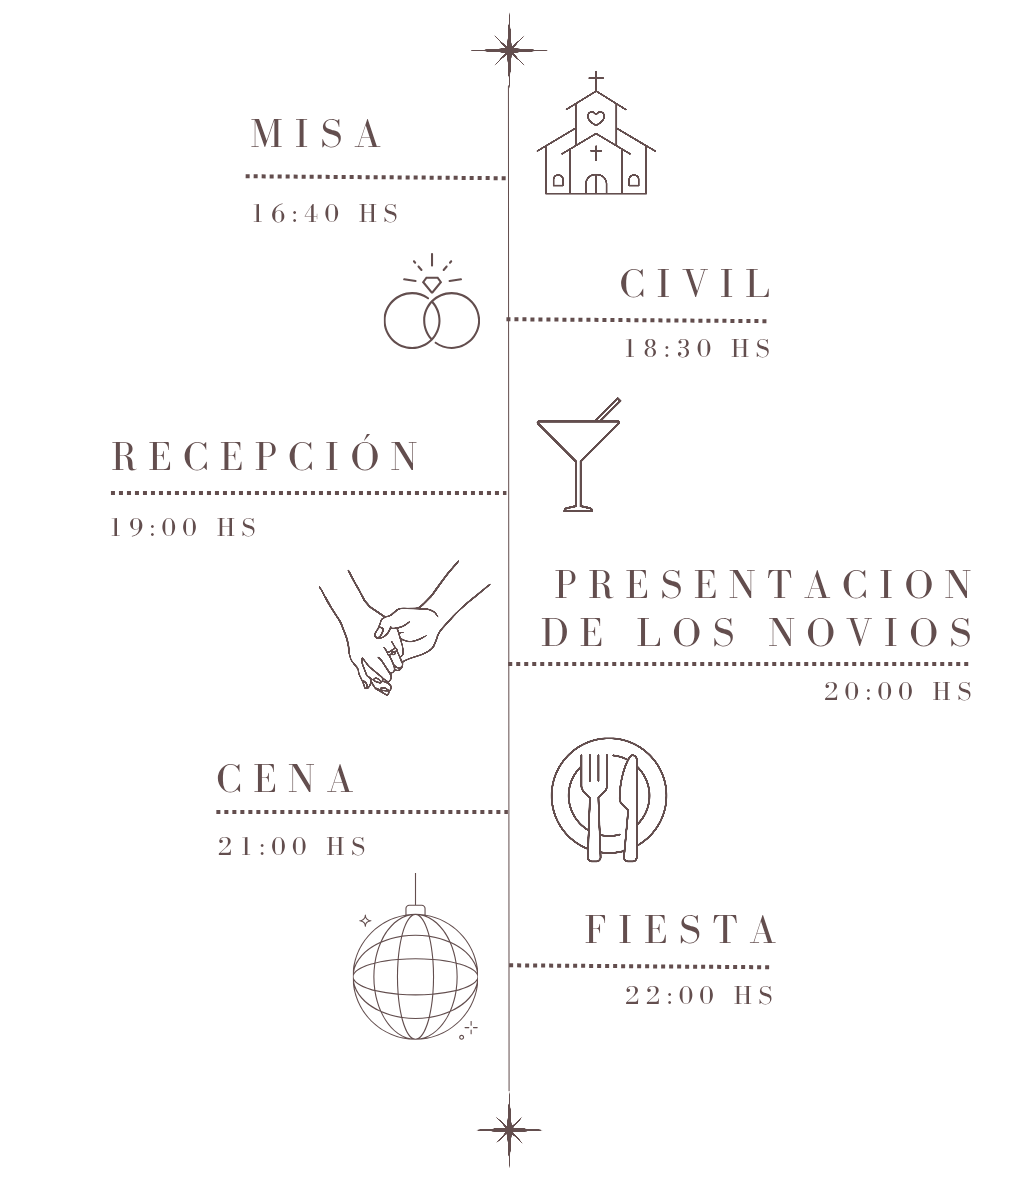 MISA
16:40 HS
CIVIL
18:30 HS
RECEPCIÓN
19:00 HS
PRESENTACION
DE LOS NOVIOS
20:00 HS
CENA
21:00 HS
FIESTA
22:00 HS